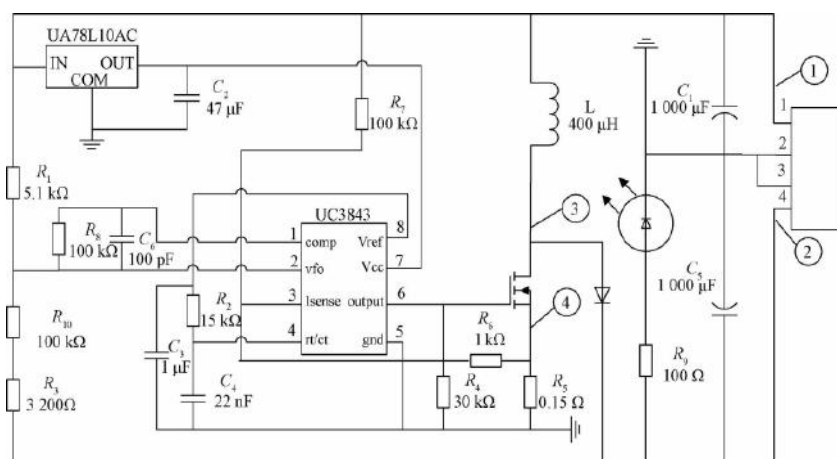 UA78L10AC
IN OUT
COM
C₂
47 μF
R₇
100 kΩ
L
400 μH
C₁
1 000 μF
①
1
2
3
4
②
R₁
5.1 kΩ
R₈
100 kΩ
C₆
100 pF
UC3843
1 comp Vref 8
2 vfo Vcc 7
3 Isense output 6
4 rt/ct gnd 5
③
④
C₅
1 000 μF
R₂
15 kΩ
R₁₀
100 kΩ
C₃
1 μF
R₆
1 kΩ
R₉
100 Ω
R₃
3 200Ω
C₄
22 nF
R₄
30 kΩ
R₅
0.15 Ω